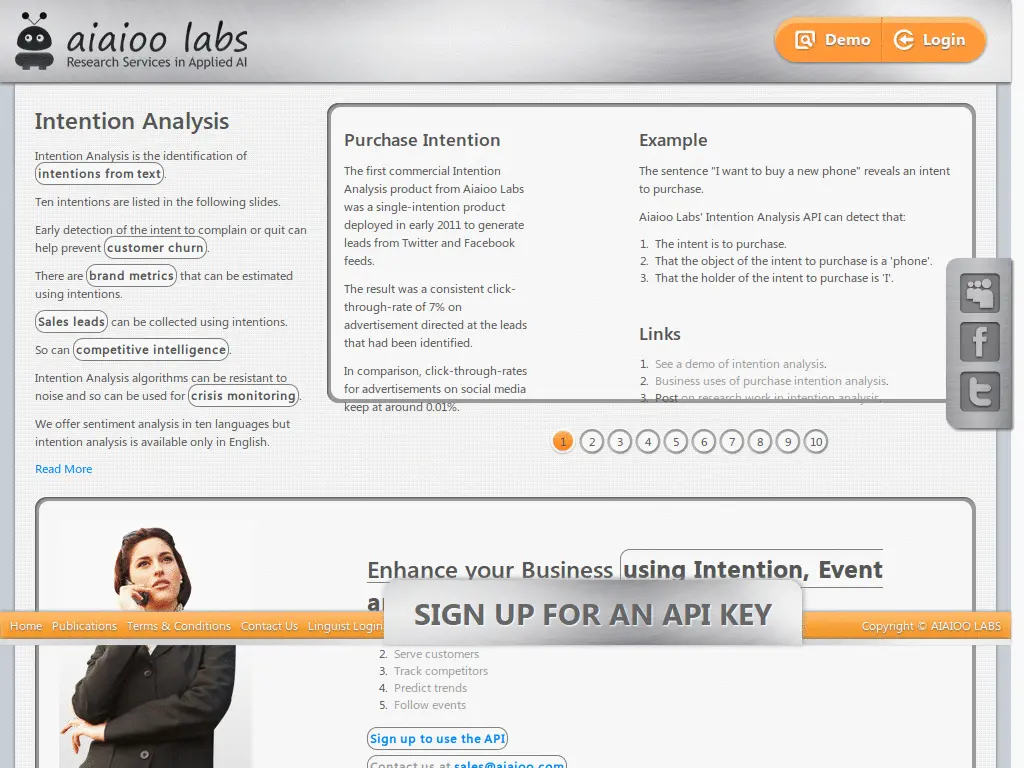 aiaioo labs
Research Services in Applied AI
Demo
Login
Intention Analysis
Intention Analysis is the identification of
intentions from text.
Ten intentions are listed in the following slides.
Early detection of the intent to complain or quit can
help prevent customer churn.
There are brand metrics that can be estimated
using intentions.
Sales leads can be collected using intentions.
So can competitive intelligence.
Intention Analysis algorithms can be resistant to
noise and so can be used for crisis monitoring.
We offer sentiment analysis in ten languages but
intention analysis is available only in English.
Read More
Purchase Intention
The first commercial Intention
Analysis product from Aiaioo Labs
was a single-intention product
deployed in early 2011 to generate
leads from Twitter and Facebook
feeds.
The result was a consistent click-
through-rate of 7% on
advertisement directed at the leads
that had been identified.
In comparison, click-through-rates
for advertisements on social media
keep at around 0.01%.
Example
The sentence "I want to buy a new phone" reveals an intent
to purchase.
Aiaioo Labs' Intention Analysis API can detect that:
1. The intent is to purchase.
2. That the object of the intent to purchase is a 'phone'.
3. That the holder of the intent to purchase is 'I'.
Links
1. See a demo of intention analysis.
2. Business uses of purchase intention analysis.
3. Post on research work in intention analysis.
1 2 3 4 5 6 7 8 9 10
Enhance your Business using Intention, Event
SIGN UP FOR AN API KEY
Home Publications Terms & Conditions Contact Us Linguist Login
Copyright © AIAIOO LABS
2. Serve customers
3. Track competitors
4. Predict trends
5. Follow events
Sign up to use the API
Contact us at sales@aiaioo.com